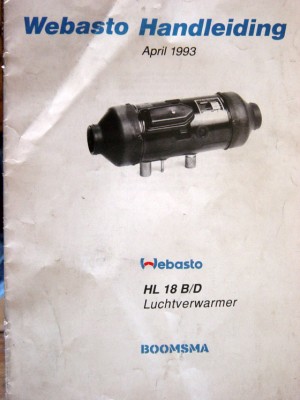 Webasto Handleiding
April 1993
Webasto
HL 18 B/D
Luchtverwarmer
BOOMSMA